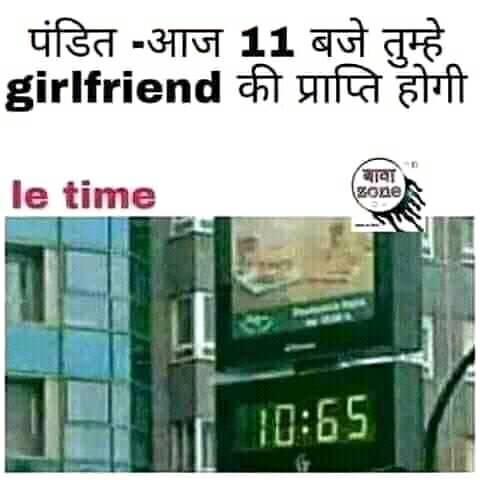 पंडित -आज 11 बजे तुम्हे
girlfriend की प्राप्ति होगी
le time
बावा
zone
10:65